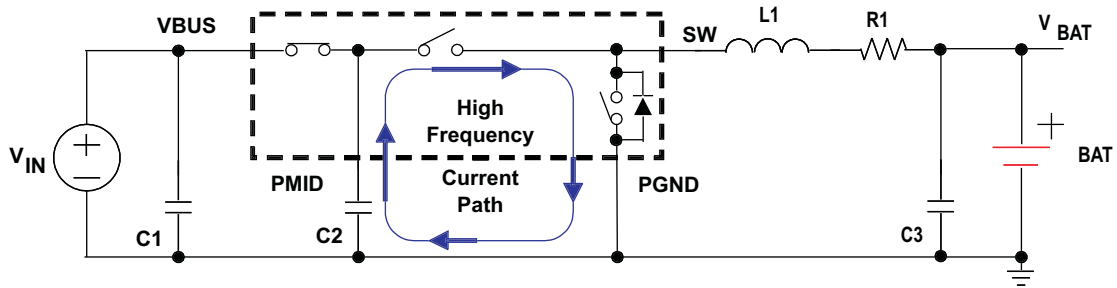 VBUS
SW
L1
R1
V BAT
High
Frequency
Current
Path
V IN
+
−
+
BAT
PMID
PGND
C1
C2
C3